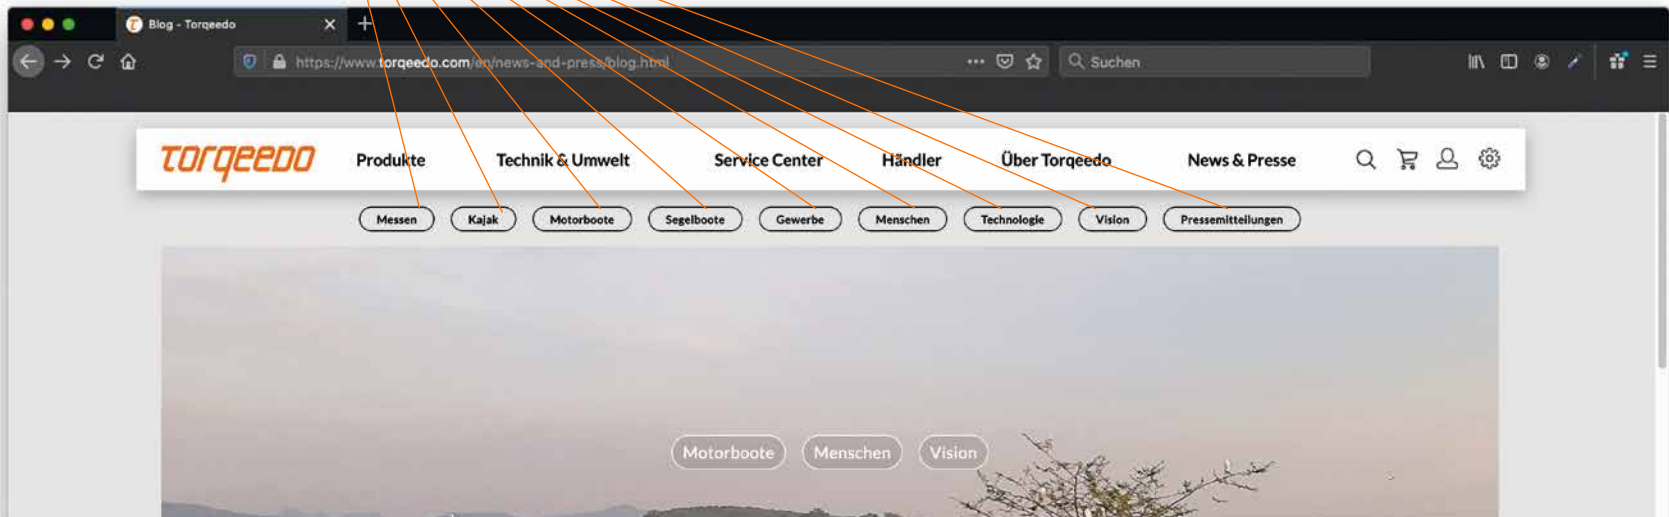 Blog - Torqeedo
https://www.torqeedo.com/en/news-and-press/blog.html
Suchen
TORQEEDO
Produkte Technik & Umwelt Service Center Händler Über Torqeedo News & Presse
Messen Kajak Motorboote Segelboote Gewerbe Menschen Technologie Vision Pressemitteilungen
Motorboote Menschen Vision